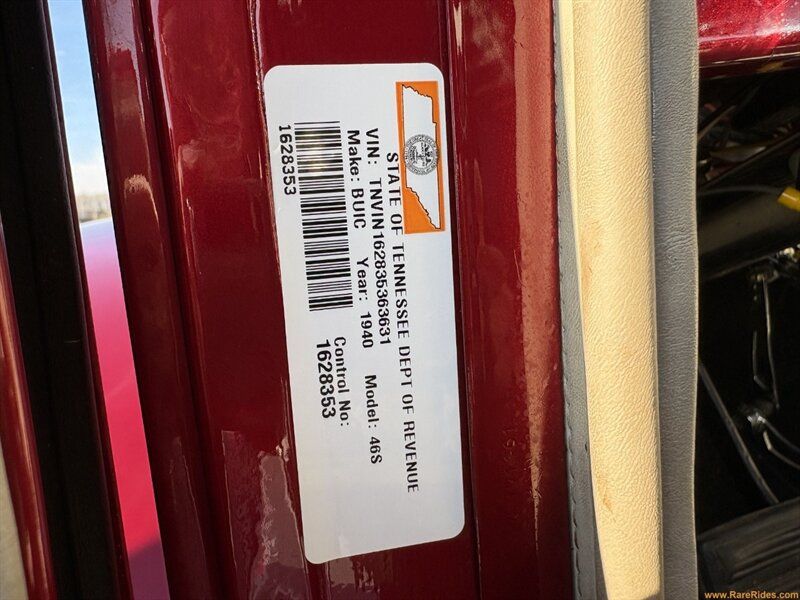 STATE OF TENNESSEE DEPT OF REVENUE
VIN: TNVIN162835363631
Make: BUIC Year: 1940 Model: 46S
1628353
Control No:
1628353
www.RareRides.com